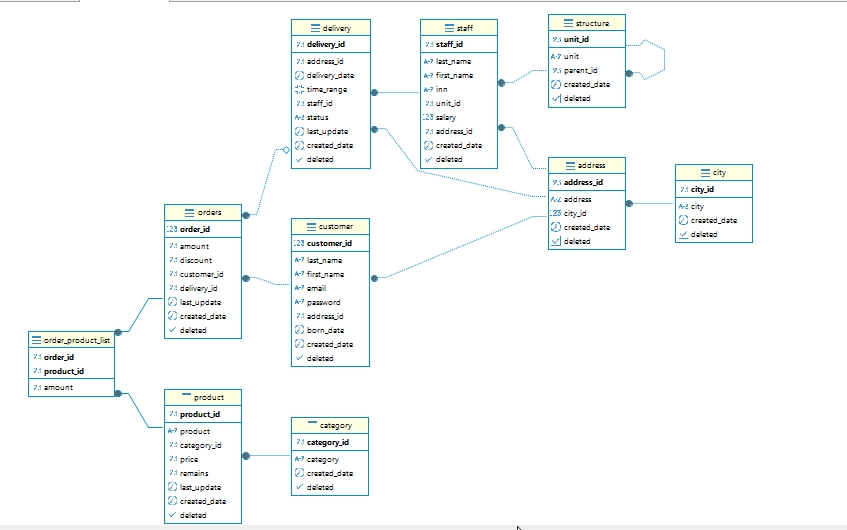 delivery
delivery_id
address_id
delivery_date
time_range
staff_id
status
last_update
created_date
deleted
staff
staff_id
last_name
first_name
inn
unit_id
salary
address_id
created_date
deleted
structure
unit_id
unit
parent_id
created_date
deleted
address
address_id
address
city_id
created_date
deleted
city
city_id
city
created_date
deleted
orders
123 order_id
amount
discount
customer_id
delivery_id
last_update
created_date
deleted
customer
123 customer_id
last_name
first_name
email
password
address_id
born_date
created_date
deleted
order_product_list
order_id
product_id
amount
product
product_id
product
category_id
price
remains
last_update
created_date
deleted
category
category_id
category
created_date
deleted